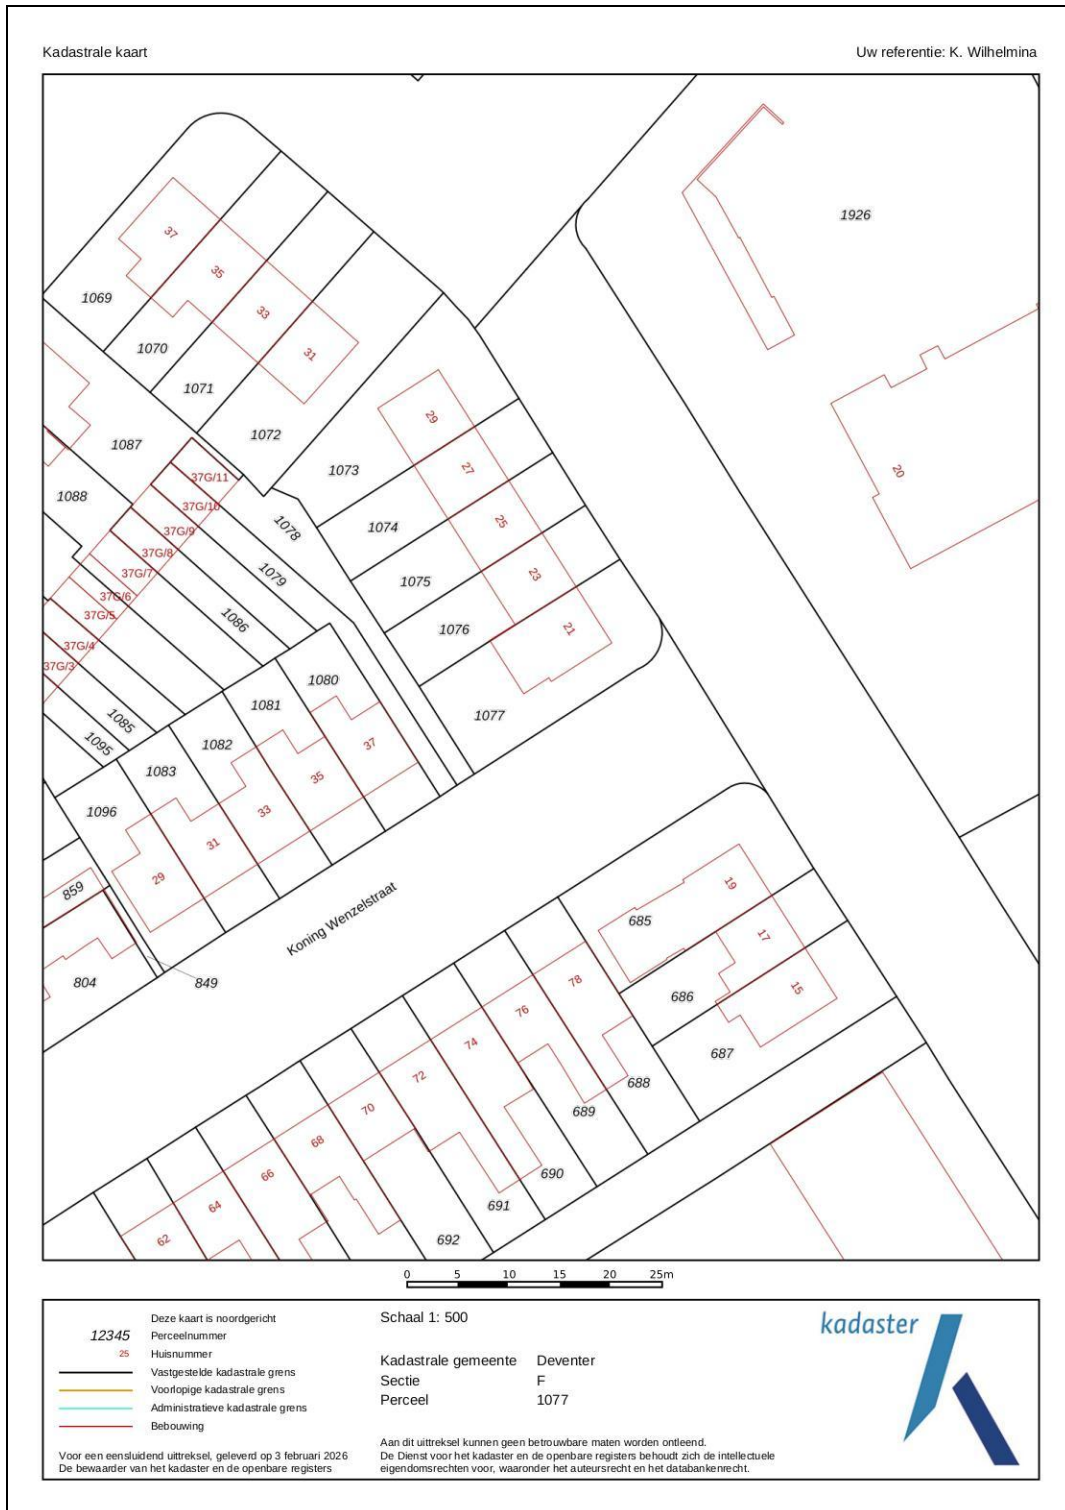 Kadastrale kaart
Uw referentie: K. Wilhelmina
1926
37
35
33
31
1069
1070
1071
1072
1087
1088
29
27
25
23
21
20
1073
1074
1075
1076
1077
37G/11
37G/10
37G/9
37G/8
37G/7
37G/6
37G/5
37G/4
37G/3
1078
1079
1086
1085
1095
1080
1081
1082
1083
1096
37
35
33
31
29
859
804
849
Koning Wenzelstraat
19
17
15
685
686
687
688
689
690
691
692
78
76
74
72
70
68
66
64
62
0 5 10 15 20 25m
Deze kaart is noordgericht
12345 Perceelnummer
25 Huisnummer
Vastgestelde kadastrale grens
Voorlopige kadastrale grens
Administratieve kadastrale grens
Bebouwing
Voor een eensluidend uittreksel, geleverd op 3 februari 2026
De bewaarder van het kadaster en de openbare registers
Schaal 1: 500
Kadastrale gemeente Deventer
Sectie F
Perceel 1077
Aan dit uittreksel kunnen geen betrouwbare maten worden ontleend.
De Dienst voor het kadaster en de openbare registers behoudt zich de intellectuele
eigendomsrechten voor, waaronder het auteursrecht en het databankenrecht.
kadaster